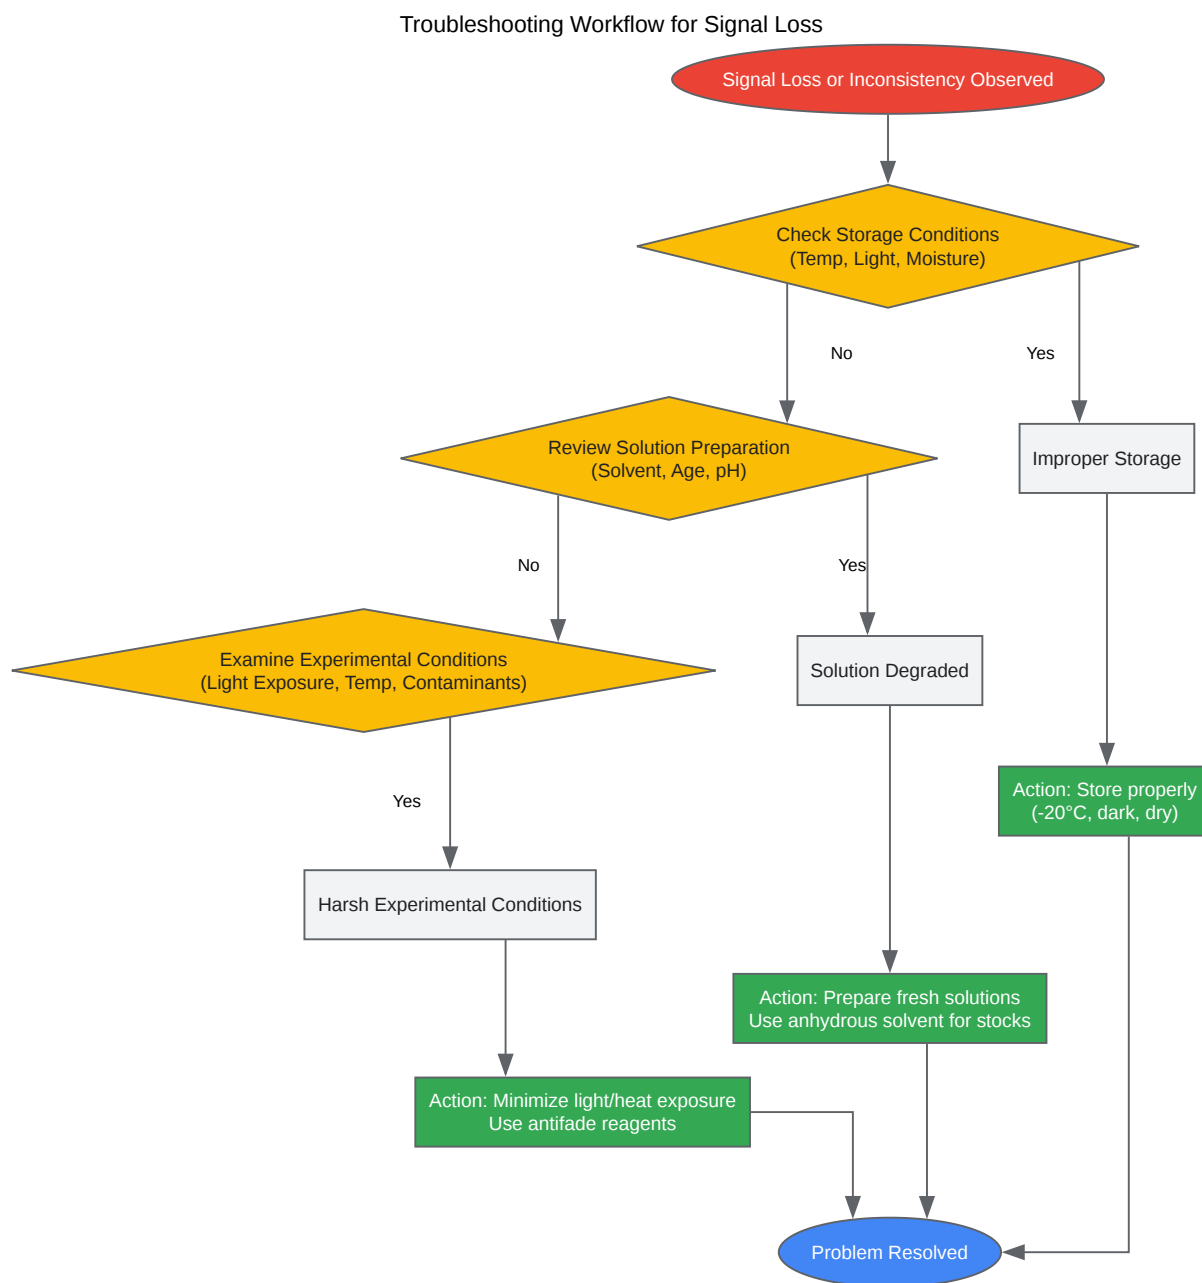 Troubleshooting Workflow for Signal Loss
Signal Loss or Inconsistency Observed
Check Storage Conditions
(Temp, Light, Moisture)
No
Yes
Review Solution Preparation
(Solvent, Age, pH)
Improper Storage
No
Yes
Examine Experimental Conditions
(Light Exposure, Temp, Contaminants)
Solution Degraded
Yes
Action: Store properly
(-20°C, dark, dry)
Harsh Experimental Conditions
Action: Prepare fresh solutions
Use anhydrous solvent for stocks
Action: Minimize light/heat exposure
Use antifade reagents
Problem Resolved